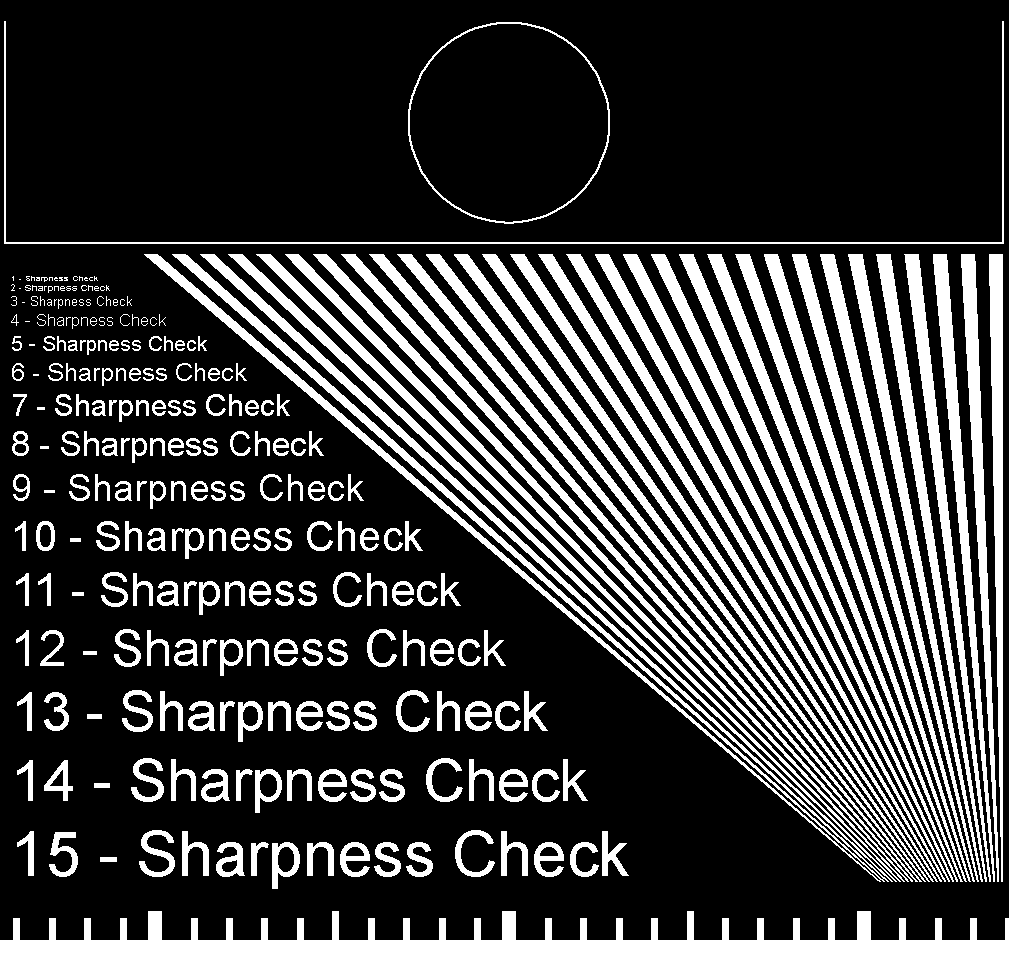 1 - Sharpness Check
2 - Sharpness Check
3 - Sharpness Check
4 - Sharpness Check
5 - Sharpness Check
6 - Sharpness Check
7 - Sharpness Check
8 - Sharpness Check
9 - Sharpness Check
10 - Sharpness Check
11 - Sharpness Check
12 - Sharpness Check
13 - Sharpness Check
14 - Sharpness Check
15 - Sharpness Check